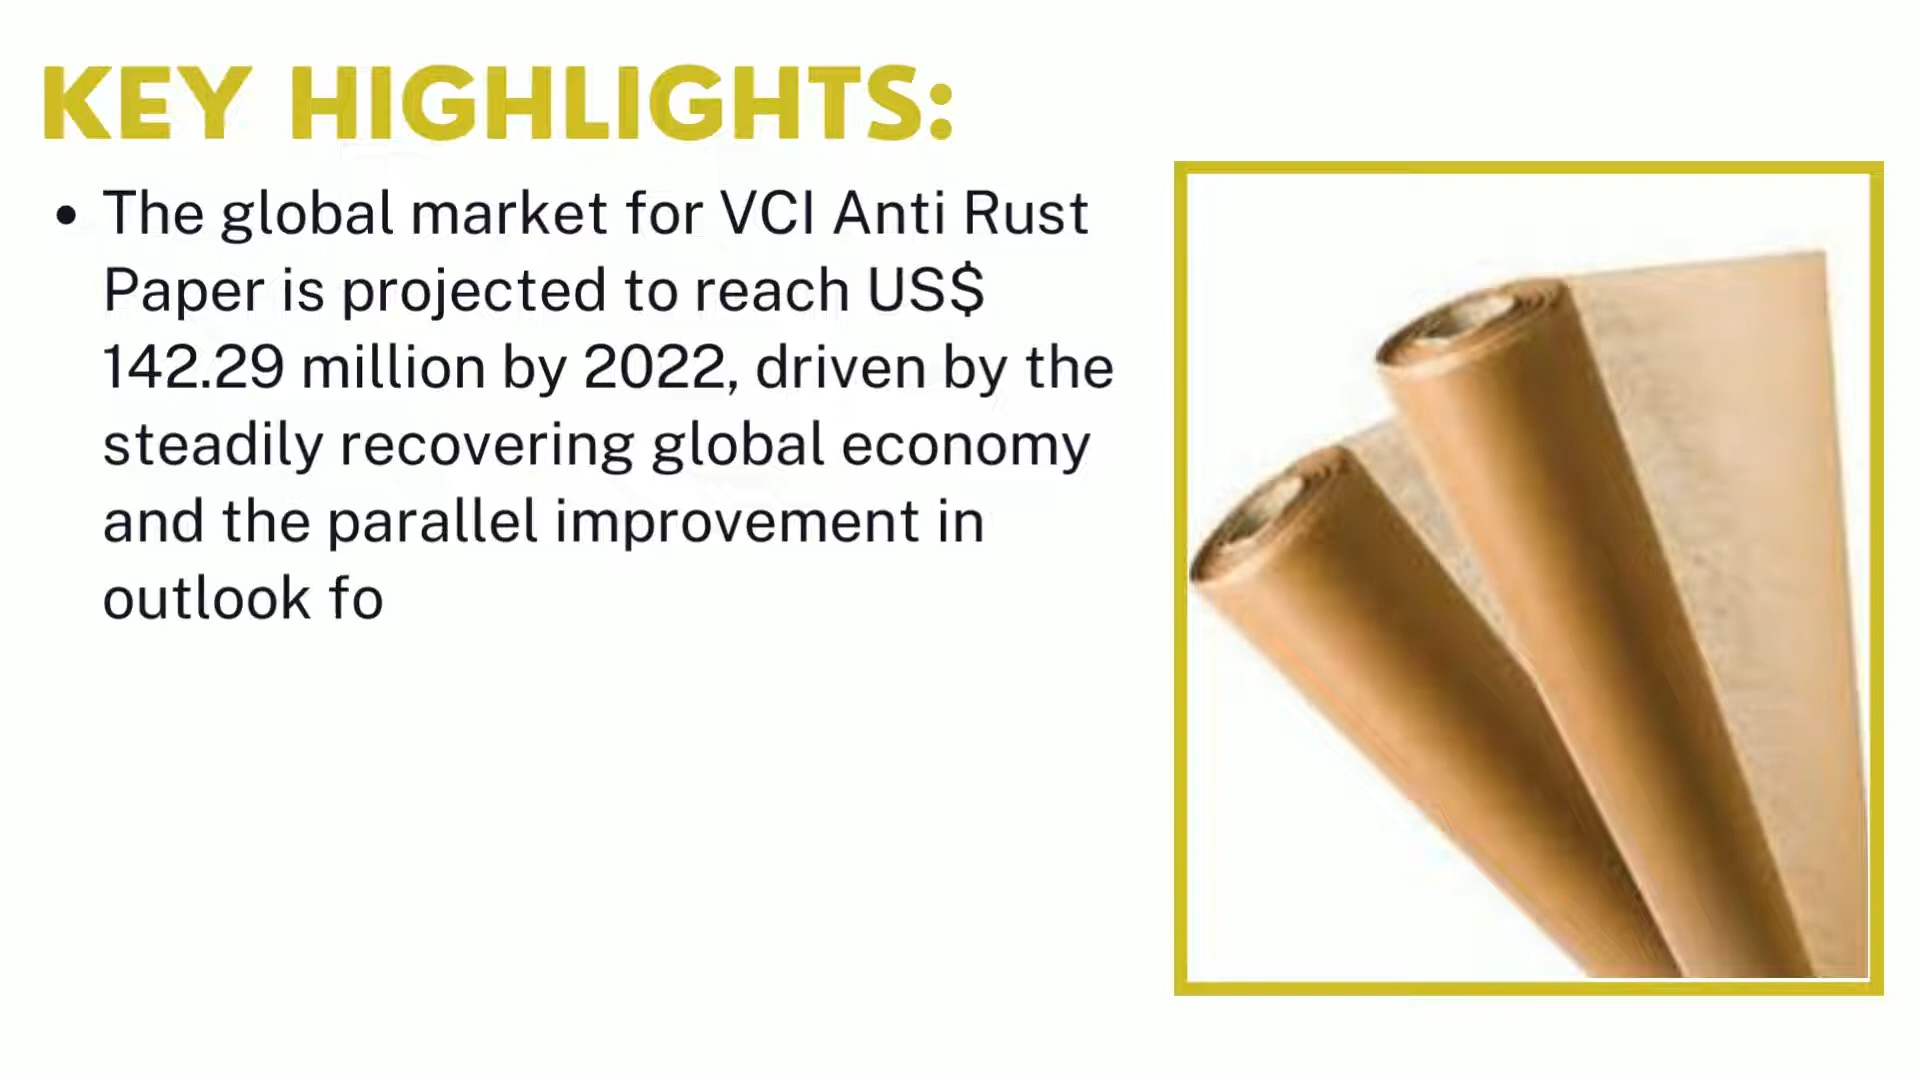 KEY HIGHLIGHTS:
• The global market for VCI Anti Rust
Paper is projected to reach US$
142.29 million by 2022, driven by the
steadily recovering global economy
and the parallel improvement in
outlook fo